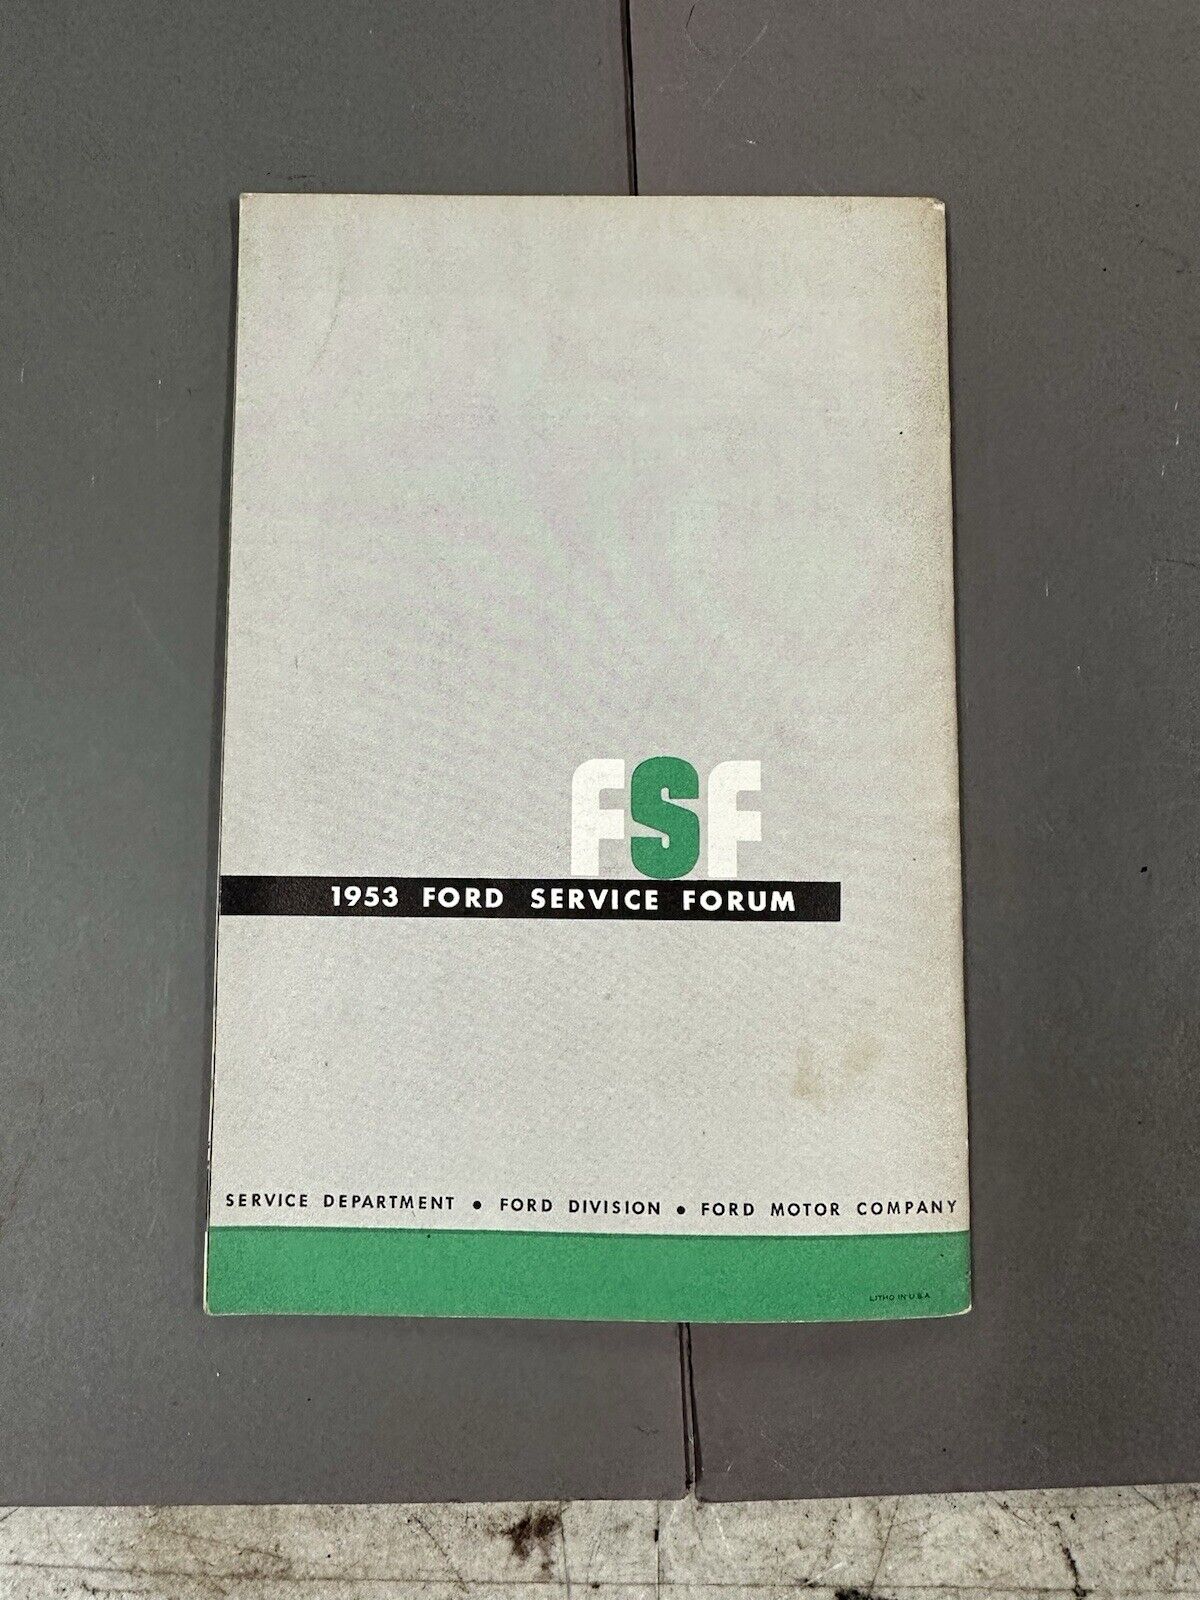 FSF
1953 FORD SERVICE FORUM
SERVICE DEPARTMENT • FORD DIVISION • FORD MOTOR COMPANY
LITHO IN U.S.A